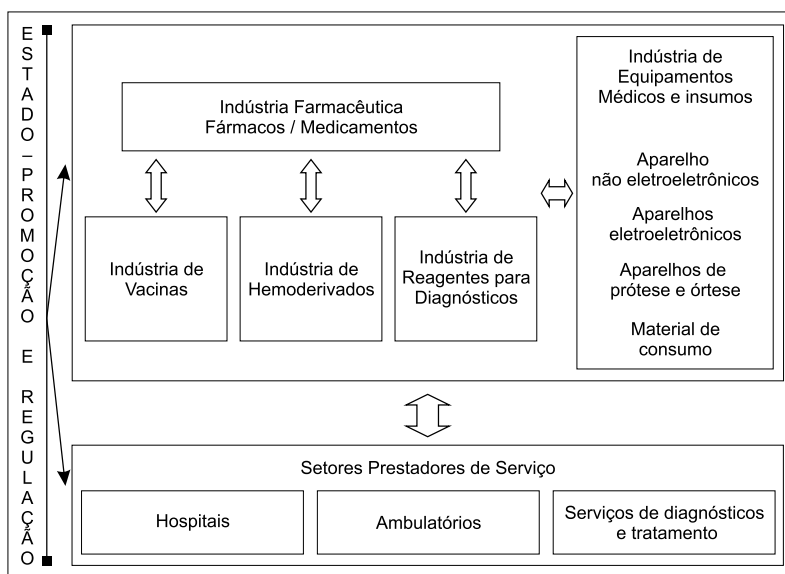 ESTADO – PROMOÇÃO E REGULAÇÃO
Indústria Farmacêutica
Fármacos / Medicamentos
Indústria de
Vacinas
Indústria de
Hemoderivados
Indústria de
Reagentes para
Diagnósticos
Indústria de
Equipamentos
Médicos e insumos
Aparelho
não eletroeletrônicos
Aparelhos
eletroeletrônicos
Aparelhos de
prótese e órtese
Material de
consumo
Setores Prestadores de Serviço
Hospitais
Ambulatórios
Serviços de diagnósticos
e tratamento